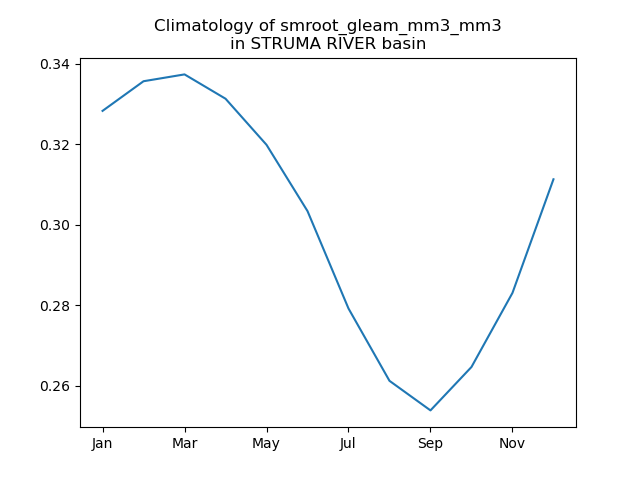 Climatology of smroot_gleam_mm3_mm3
in STRUMA RIVER basin
0.34
0.32
0.30
0.28
0.26
Jan Mar May Jul Sep Nov